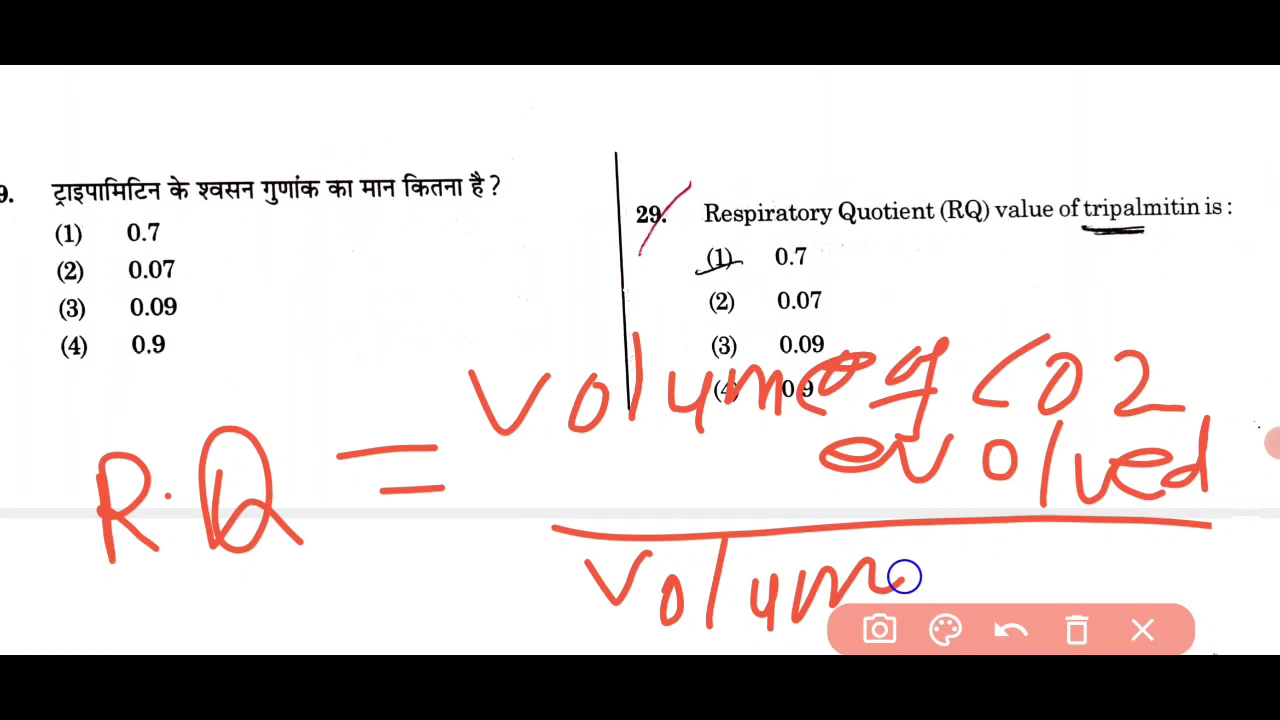 9. ट्राइपामिटिन के श्वसन गुणांक का मान कितना है ?
(1) 0.7
(2) 0.07
(3) 0.09
(4) 0.9
29. Respiratory Quotient (RQ) value of tripalmitin is :
(1) 0.7
(2) 0.07
(3) 0.09
(4) 0.9
R.Q = volume of CO2
evolved
volum